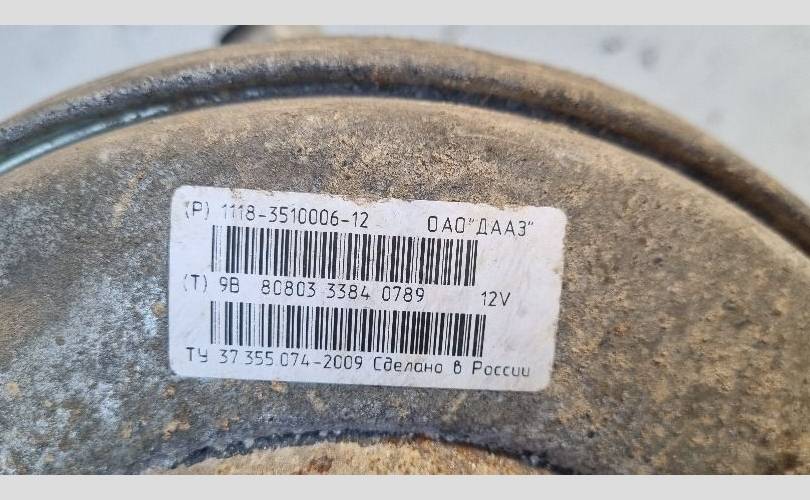 (P) 1118-3510006-12 ОАО"ДААЗ"
(T) 9B 80803 3384 0789 12V
ТУ 37 355 074-2009 Сделано в России